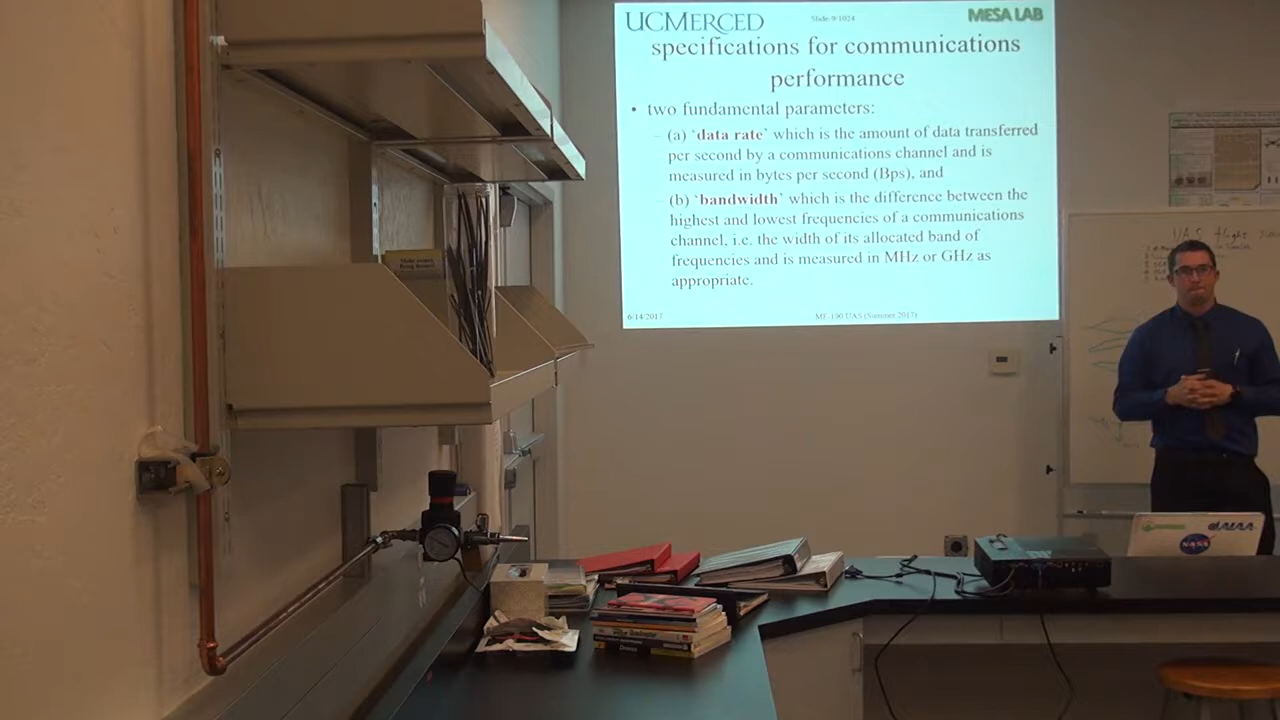 UCMERCED
Slide-9/1024
MESA LAB
specifications for communications
performance
• two fundamental parameters:
– (a) ‘data rate’ which is the amount of data transferred
per second by a communications channel and is
measured in bytes per second (Bps), and
– (b) ‘bandwidth’ which is the difference between the
highest and lowest frequencies of a communications
channel, i.e. the width of its allocated band of
frequencies and is measured in MHz or GHz as
appropriate.
6/14/2017
ME-190 UAS (Summer 2017)
UAS flight
AIAA
NASA
Drones